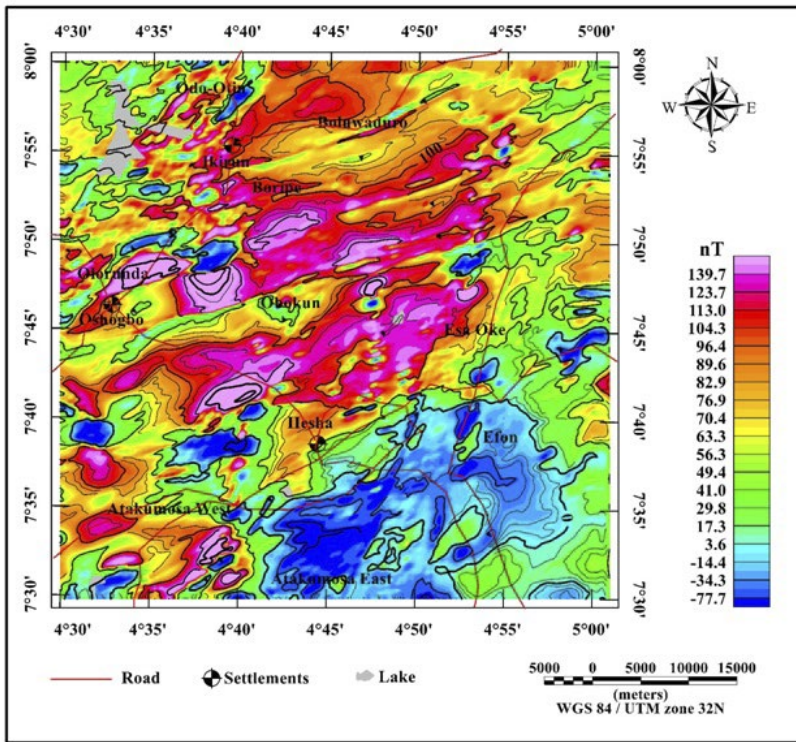 4°30' 4°35' 4°40' 4°45' 4°50' 4°55' 5°00'
8°00' 7°55' 7°50' 7°45' 7°40' 7°35' 7°30'
Odo-Otin
Buluwaduro
Ikirun
100
Boripe
Olorunda
Obokun
Oshogbo
Esa Oke
Ilesha
Efon
Atakumosa West
0
Atakumosa East
8°00' 7°55' 7°50' 7°45' 7°40' 7°35' 7°30'
4°30' 4°35' 4°40' 4°45' 4°50' 4°55' 5°00'
N
W E
S
nT
139.7
123.7
113.0
104.3
96.4
89.6
82.9
76.9
70.4
63.3
56.3
49.4
41.0
29.8
17.3
3.6
-14.4
-34.3
-77.7
Road Settlements Lake
5000 0 5000 10000 15000
(meters)
WGS 84 / UTM zone 32N